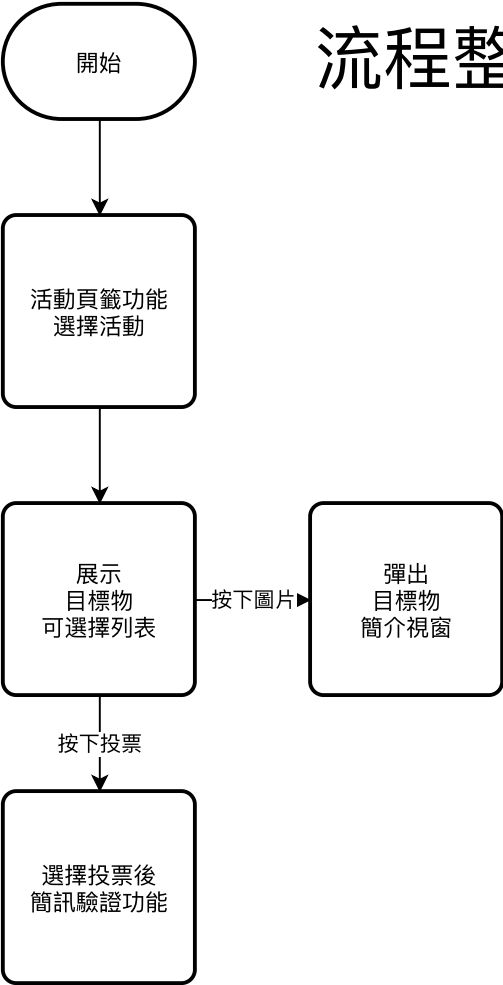 開始
流程整
活動頁籤功能
選擇活動
展示
目標物
可選擇列表
按下圖片
彈出
目標物
簡介視窗
按下投票
選擇投票後
簡訊驗證功能